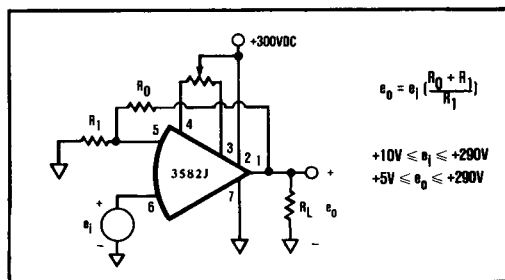 +300VDC
R0
R1
4
5
3
2
1
3582J
6
7
+
ei
−
+
RL eo
−
eo = ei (R0 + R1 / R1)
+10V ≤ ei ≤ +290V
+5V ≤ eo ≤ +290V